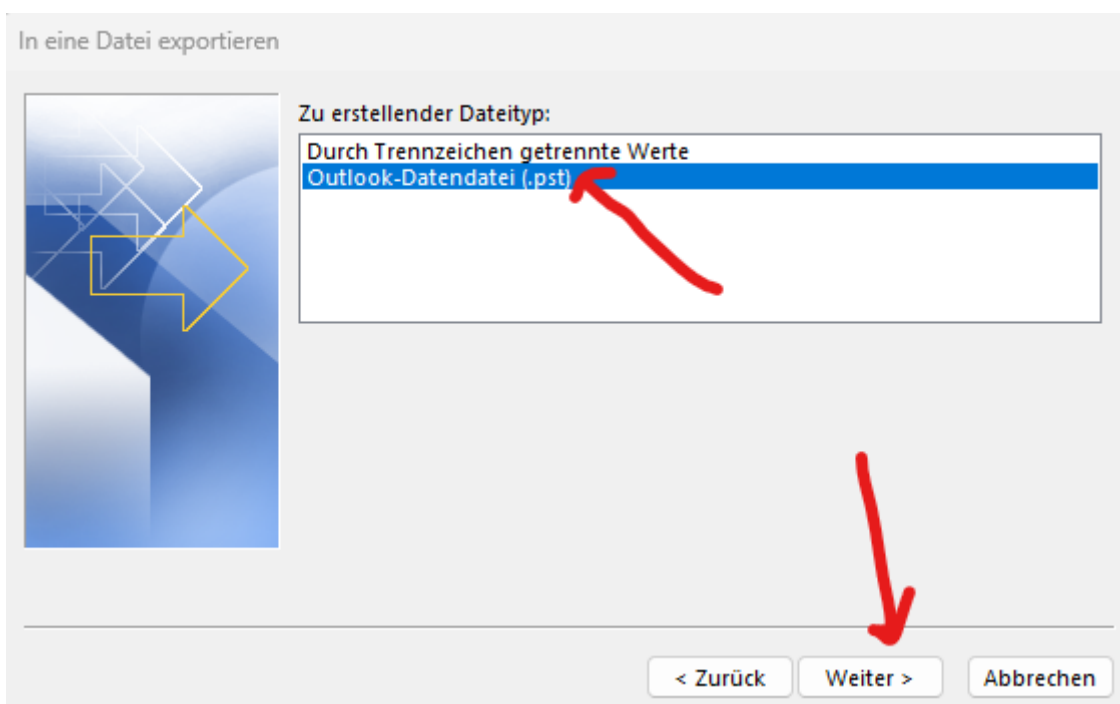 In eine Datei exportieren
Zu erstellender Dateityp:
Durch Trennzeichen getrennte Werte
Outlook-Datendatei (.pst)
< Zurück
Weiter >
Abbrechen